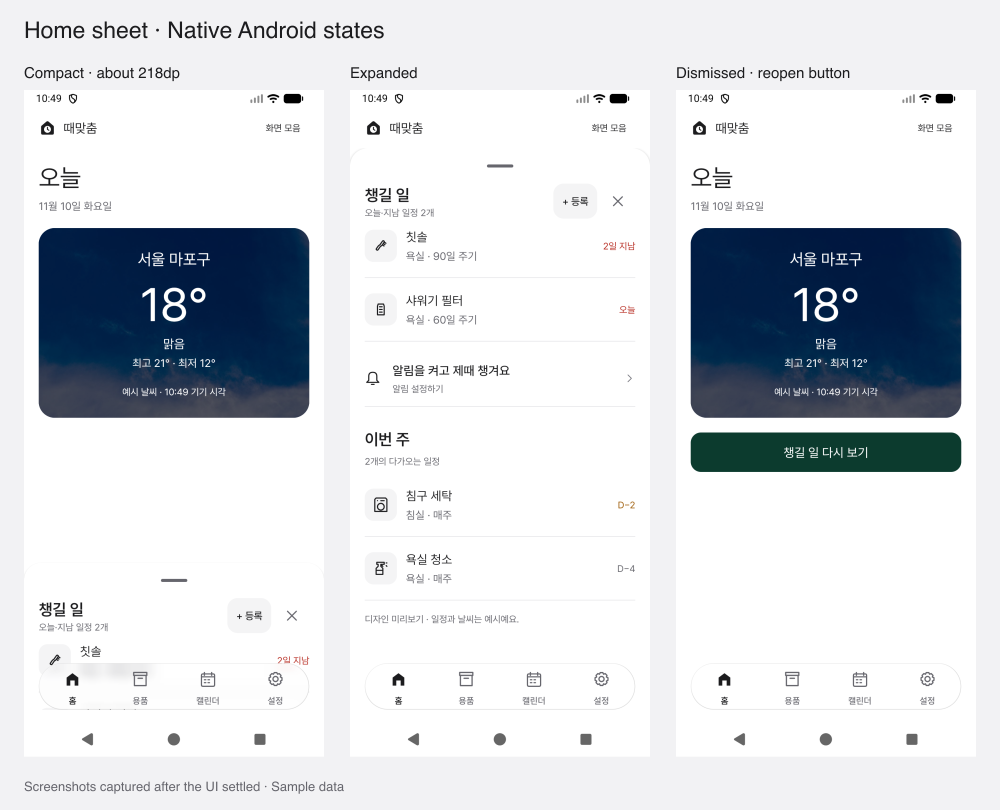 Home sheet · Native Android states
Compact · about 218dp
10:49
때맞춤
화면 모음
오늘
11월 10일 화요일
서울 마포구
18°
맑음
최고 21° · 최저 12°
예시 날씨 · 10:49 기기 시각
챙길 일
오늘·지남 일정 2개
+ 등록
칫솔
2일 지남
홈
용품
캘린더
설정
Expanded
10:49
때맞춤
화면 모음
챙길 일
오늘·지남 일정 2개
+ 등록
칫솔
욕실 · 90일 주기
2일 지남
샤워기 필터
욕실 · 60일 주기
오늘
알림을 켜고 제때 챙겨요
알림 설정하기
이번 주
2개의 다가오는 일정
침구 세탁
침실 · 매주
D-2
욕실 청소
욕실 · 매주
D-4
디자인 미리보기 · 일정과 날씨는 예시예요.
홈
용품
캘린더
설정
Dismissed · reopen button
10:49
때맞춤
화면 모음
오늘
11월 10일 화요일
서울 마포구
18°
맑음
최고 21° · 최저 12°
예시 날씨 · 10:49 기기 시각
챙길 일 다시 보기
홈
용품
캘린더
설정
Screenshots captured after the UI settled · Sample data